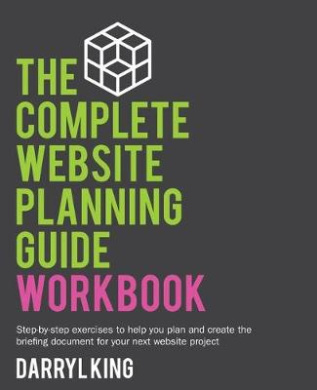 THE
COMPLETE
WEBSITE
PLANNING
GUIDE
WORKBOOK
Step-by-step exercises to help you plan and create the
briefing document for your next website project
DARRYL KING